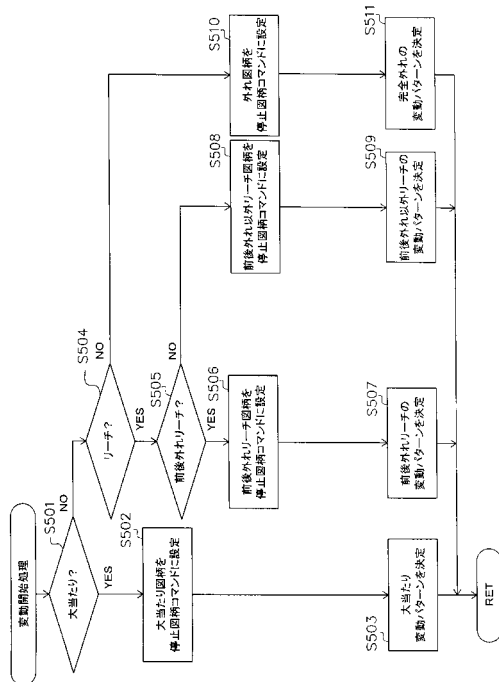 変動開始処理
S501
大当たり?
NO
YES
S502
大当たり図柄を
停止図柄コマンドに設定
S503
大当たり
変動パターンを決定
S504
リーチ?
NO
YES
S505
前後外れリーチ?
NO
YES
S506
前後外れリーチ図柄を
停止図柄コマンドに設定
S507
前後外れリーチの
変動パターンを決定
S508
前後外れ以外リーチ図柄を
停止図柄コマンドに設定
S509
前後外れ以外リーチの
変動パターンを決定
S510
外れ図柄を
停止図柄コマンドに設定
S511
完全外れの
変動パターンを決定
RET